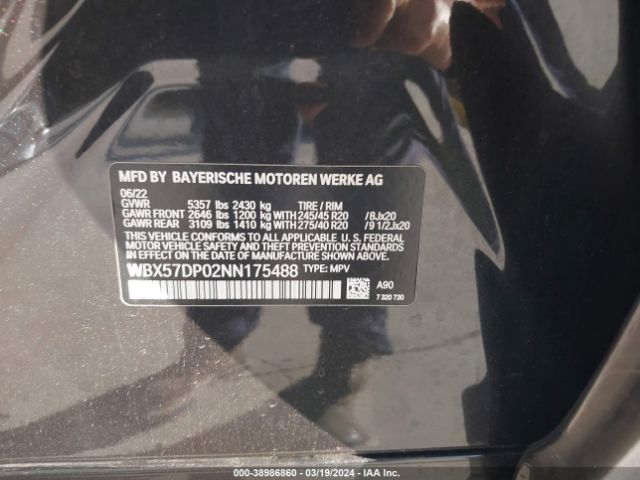 MFD BY BAYERISCHE MOTOREN WERKE AG
06/22
GVWR 5357 lbs 2430 kg TIRE / RIM
GAWR FRONT 2646 lbs 1200 kg WITH 245/45 R20 /8Jx20
GAWR REAR 3109 lbs 1410 kg WITH 275/40 R20 /9 1/2Jx20
THIS VEHICLE CONFORMS TO ALL APPLICABLE U. S. FEDERAL
MOTOR VEHICLE SAFETY AND THEFT PREVENTION STANDARDS
IN EFFECT ON THE DATE OF MANUFACTURE SHOWN ABOVE.
WBX57DP02NN175488 TYPE: MPV
A90
7 320 730
0-38986860 - 03/19/2024 - IAA Inc.